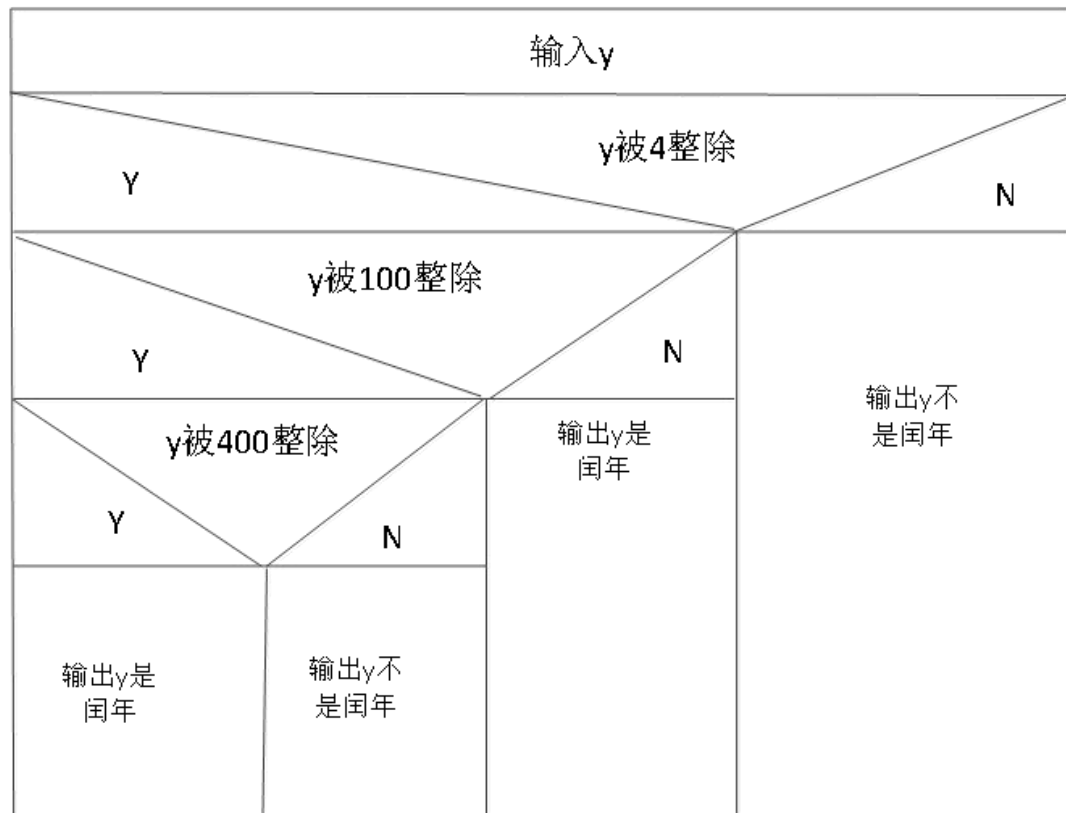 输入y
y被4整除
Y
N
y被100整除
Y
N
输出y不
是闰年
y被400整除
输出y是
闰年
Y
N
输出y是
闰年
输出y不
是闰年